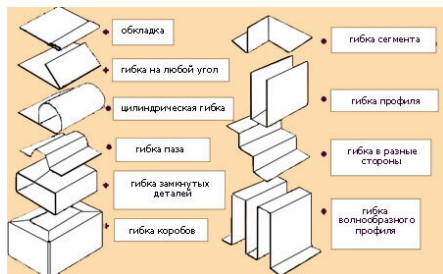 обкладка
гибка на любой угол
цилиндрическая гибка
гибка паза
гибка замкнутых
деталей
гибка коробов
гибка сегмента
гибка профиля
гибка в разные
стороны
гибка
волнообразного
профиля